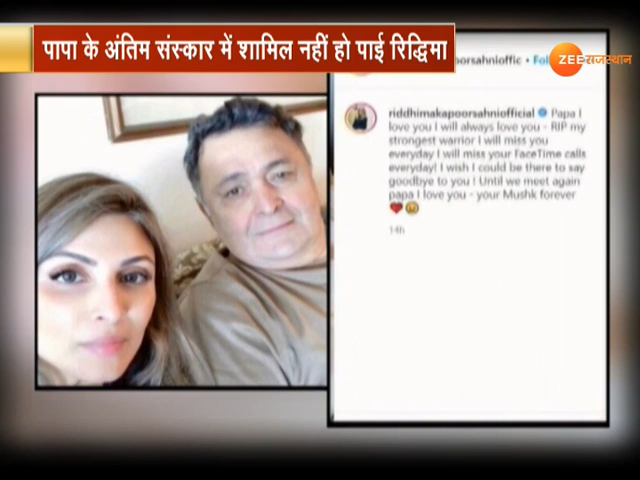 पापा के अंतिम संस्कार में शामिल नहीं हो पाई रिद्धिमा
ZEE राजस्थान
poorsahnioffic • Fol
riddhimakapoorsahniofficial Papa I
love you I will always love you - RIP my
strongest warrior I will miss you
everyday I will miss your FaceTime calls
everyday! I wish I could be there to say
goodbye to you ! Until we meet again
papa I love you - your Mushk forever
❤️😘
14h